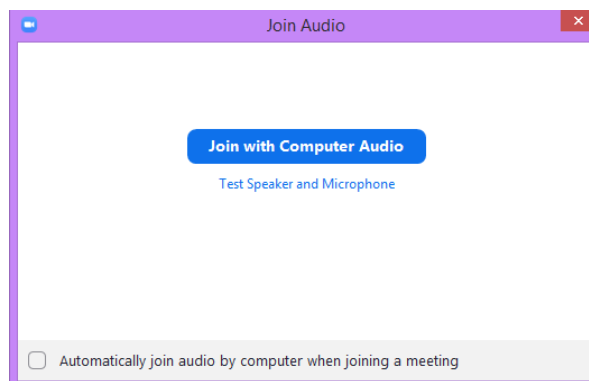 Join Audio
Join with Computer Audio
Test Speaker and Microphone
Automatically join audio by computer when joining a meeting